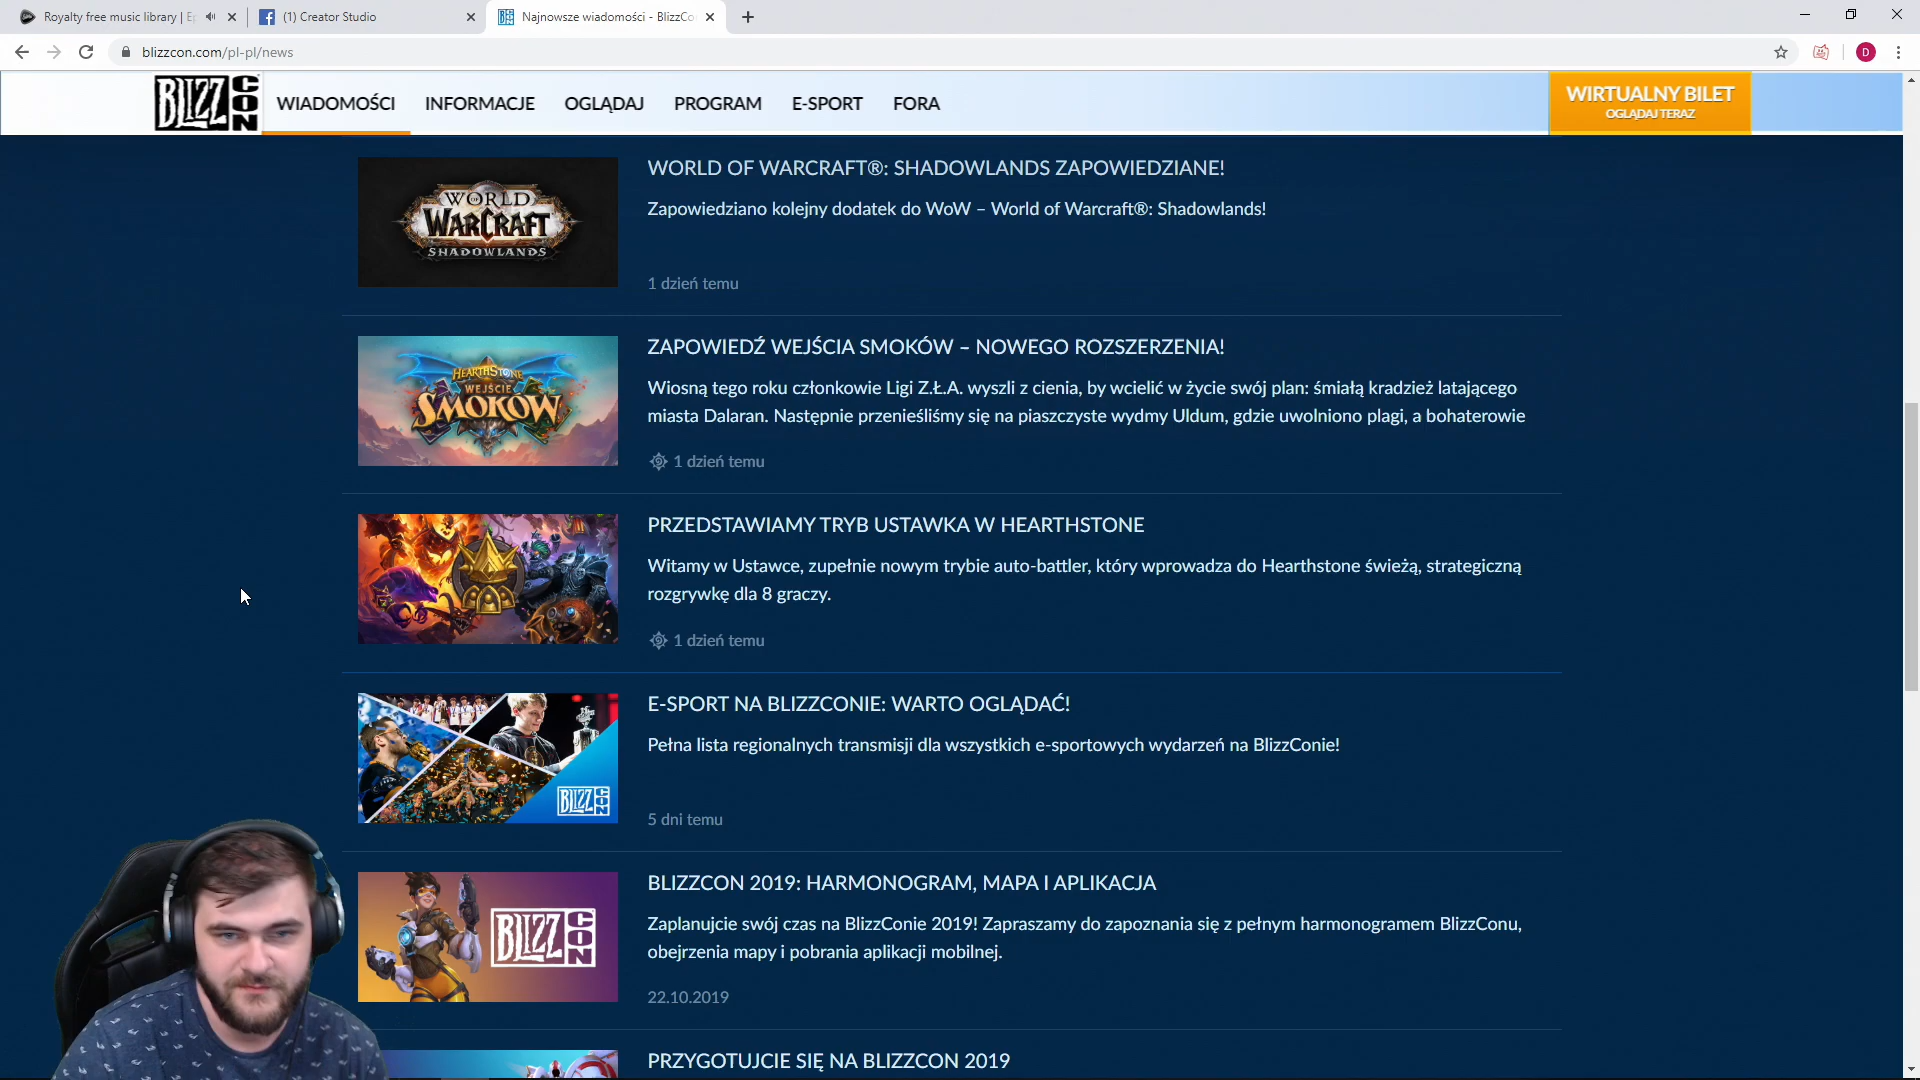 Royalty free music library | Ep
(1) Creator Studio
Najnowsze wiadomości - BlizzCo
blizzcon.com/pl-pl/news
D
BLIZZCON
WIADOMOŚCI
INFORMACJE
OGLĄDAJ
PROGRAM
E-SPORT
FORA
WIRTUALNY BILET
OGLĄDAJ TERAZ
WORLD OF WARCRAFT
SHADOWLANDS
WORLD OF WARCRAFT®: SHADOWLANDS ZAPOWIEDZIANE!
Zapowiedziano kolejny dodatek do WoW – World of Warcraft®: Shadowlands!
1 dzień temu
HEARTHSTONE
WEJŚCIE
SMOKÓW
ZAPOWIEDŹ WEJŚCIA SMOKÓW – NOWEGO ROZSZERZENIA!
Wiosną tego roku członkowie Ligi Z.Ł.A. wyszli z cienia, by wcielić w życie swój plan: śmiałą kradzież latającego
miasta Dalaran. Następnie przenieśliśmy się na piaszczyste wydmy Uldum, gdzie uwolniono plagi, a bohaterowie
1 dzień temu
PRZEDSTAWIAMY TRYB USTAWKA W HEARTHSTONE
Witamy w Ustawce, zupełnie nowym trybie auto-battler, który wprowadza do Hearthstone świeżą, strategiczną
rozgrywkę dla 8 graczy.
1 dzień temu
BLIZZCON
E-SPORT NA BLIZZCONIE: WARTO OGLĄDAĆ!
Pełna lista regionalnych transmisji dla wszystkich e-sportowych wydarzeń na BlizzConie!
5 dni temu
BLIZZCON
BLIZZCON 2019: HARMONOGRAM, MAPA I APLIKACJA
Zaplanujcie swój czas na BlizzConie 2019! Zapraszamy do zapoznania się z pełnym harmonogramem BlizzConu,
obejrzenia mapy i pobrania aplikacji mobilnej.
22.10.2019
PRZYGOTUJCIE SIĘ NA BLIZZCON 2019